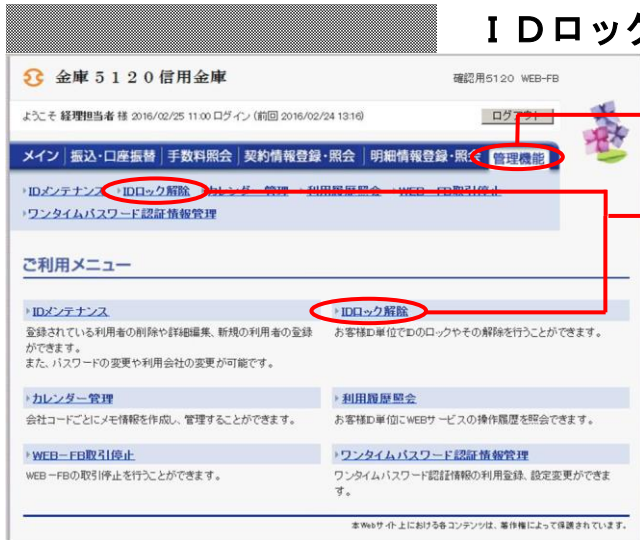 ＩＤロック
金庫５１２０信用金庫
確認用5120 WEB-FB
ようこそ 経理担当者 様 2016/02/25 11:00 ログイン (前回 2016/02/24 13:16)
ログアウト
メイン 振込・口座振替 手数料照会 契約情報登録・照会 明細情報登録・照会 管理機能
IDメンテナンス IDロック解除 カレンダー管理 利用履歴照会 WEB－FB取引停止
ワンタイムパスワード認証情報管理
ご利用メニュー
IDメンテナンス
登録されている利用者の削除や詳細編集、新規の利用者の登録
ができます。
また、パスワードの変更や利用会社の変更が可能です。
IDロック解除
お客様ID単位でIDのロックやその解除を行うことができます。
カレンダー管理
会社コードごとにメモ情報を作成し、管理することができます。
利用履歴照会
お客様ID単位にWEBサービスの操作履歴を照会できます。
WEB－FB取引停止
WEB－FBの取引停止を行うことができます。
ワンタイムパスワード認証情報管理
ワンタイムパスワード認証情報の利用登録、設定変更ができま
す。
本Webサイト上における各コンテンツは、著作権によって保護されています。